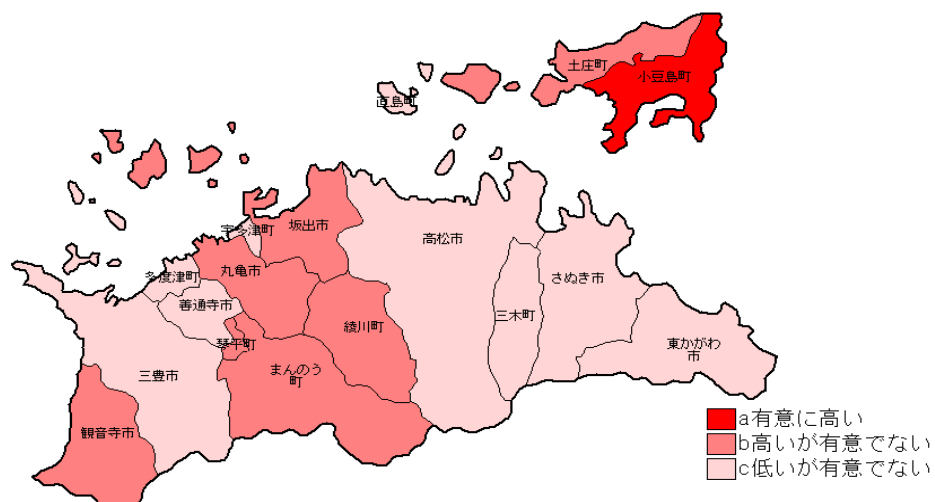 土庄町
小豆島町
直島町
坂出市
宇多津町
高松市
丸亀市
多度津町
さぬき市
善通寺市
三木町
綾川町
琴平町
東かがわ
市
まんのう
町
三豊市
観音寺市
a有意に高い
b高いが有意でない
c低いが有意でない